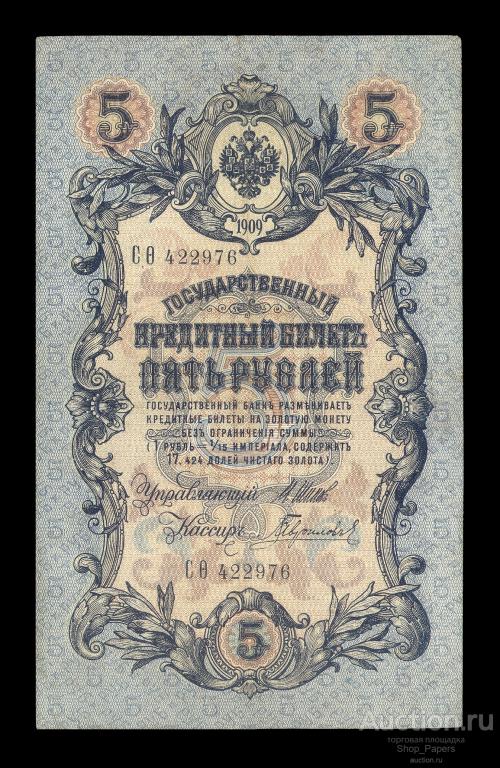 5 5
1909
СѲ 422976
ГОСУДАРСТВЕННЫЙ
КРЕДИТНЫЙ БИЛЕТЪ
ПЯТЬ РУБЛЕЙ
ГОСУДАРСТВЕННЫЙ БАНКЪ РАЗМѢНИВАЕТЪ
КРЕДИТНЫЕ БИЛЕТЫ НА ЗОЛОТУЮ МОНЕТУ
БЕЗЪ ОГРАНИЧЕНІЯ СУММЫ
(1 РУБЛЬ = 1/15 ИМПЕРІАЛА, СОДЕРЖИТЪ
17,424 ДОЛЕЙ ЧИСТАГО ЗОЛОТА).
Управляющій
Кассиръ
СѲ 422976
5
Auction.ru
торговая площадка
Shop_Papers
auction.ru